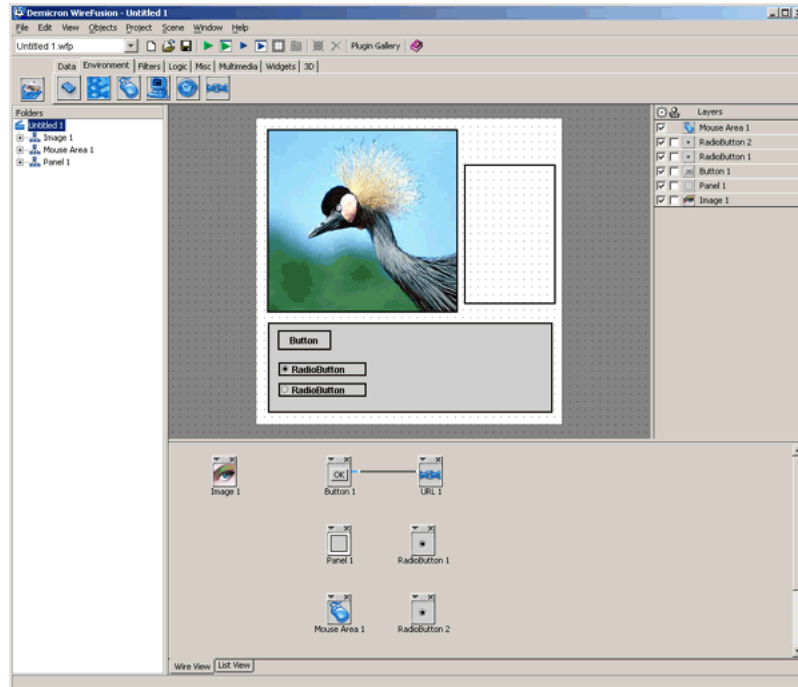 Demicron WireFusion - Untitled 1
File Edit View Objects Project Scene Window Help
Untitled 1.wfp
Plugin Gallery
Data Environment Filters Logic Misc Multimedia Widgets 3D
Folders
Untitled 1
Image 1
Mouse Area 1
Panel 1
Layers
Mouse Area 1
RadioButton 2
RadioButton 1
Button 1
Panel 1
Image 1
Button
RadioButton
RadioButton
OK
Image 1
Button 1
URL 1
Panel 1
RadioButton 1
Mouse Area 1
RadioButton 2
Wire View List View